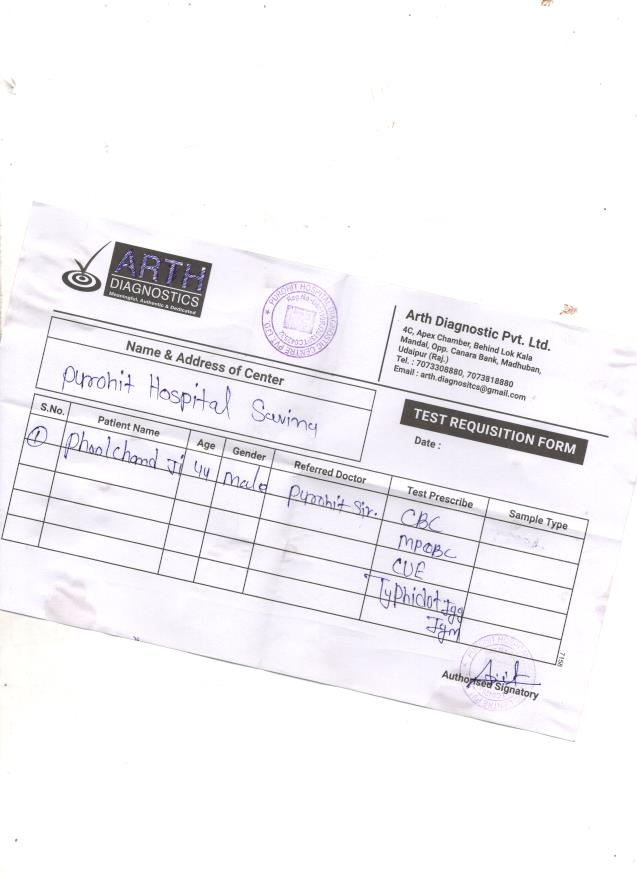 ARTH
DIAGNOSTICS
Meaningful, Authentic & Dedicated
Arth Diagnostic Pvt. Ltd.
4C, Apex Chamber, Behind Lok Kala
Mandal, Opp. Canara Bank, Madhuban,
Udaipur (Raj.)
Tel. : 7073308880, 7073818880
Email : arth.diagnositcs@gmail.com
Name & Address of Center
Purohit Hospital
TEST REQUISITION FORM
Date :
S.No. Patient Name Age Gender Referred Doctor Test Prescribe Sample Type
1 Phoolchand Ji 44 Male Purohit Sir. CBC
CUE
Typhidot Igg
Igm
7158
Authorised Signatory